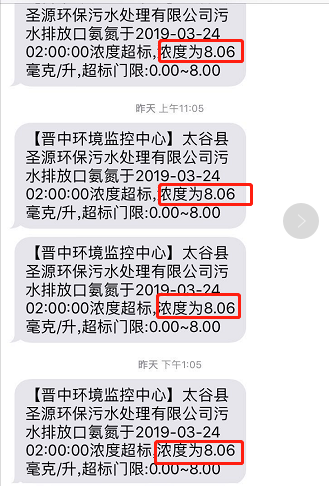 圣源环保污水处理有限公司污
水排放口氨氮于2019-03-24
02:00:00浓度超标,浓度为8.06
毫克/升,超标门限:0.00~8.00
昨天 上午11:05
【晋中环境监控中心】太谷县
圣源环保污水处理有限公司污
水排放口氨氮于2019-03-24
02:00:00浓度超标,浓度为8.06
毫克/升,超标门限:0.00~8.00
【晋中环境监控中心】太谷县
圣源环保污水处理有限公司污
水排放口氨氮于2019-03-24
02:00:00浓度超标,浓度为8.06
毫克/升,超标门限:0.00~8.00
昨天 下午1:05
【晋中环境监控中心】太谷县
圣源环保污水处理有限公司污
水排放口氨氮于2019-03-24
02:00:00浓度超标,浓度为8.06
毫克/升,超标门限:0.00~8.00